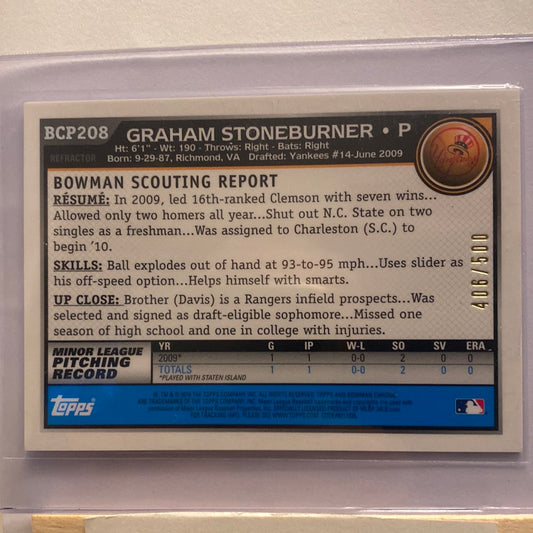 BCP208 GRAHAM STONEBURNER • P
REFRACTOR Ht: 6'1" - Wt: 190 - Throws: Right - Bats: Right
Born: 9-29-87, Richmond, VA Drafted: Yankees #14-June 2009
BOWMAN SCOUTING REPORT
RÉSUMÉ: In 2009, led 16th-ranked Clemson with seven wins...
Allowed only two homers all year...Shut out N.C. State on two
singles as a freshman...Was assigned to Charleston (S.C.) to
begin '10.
SKILLS: Ball explodes out of hand at 93-to-95 mph...Uses slider as
his off-speed option...Helps himself with smarts.
UP CLOSE: Brother (Davis) is a Rangers infield prospects...Was
selected and signed as draft-eligible sophomore...Missed one
season of high school and one in college with injuries.
406/500
MINOR LEAGUE
PITCHING
RECORD
YR G IP W-L SO SV ERA
2009* 1 1 0-0 2 0 .00
TOTALS 1 1 0-0 2 0 .00
*PLAYED WITH STATEN ISLAND
Topps